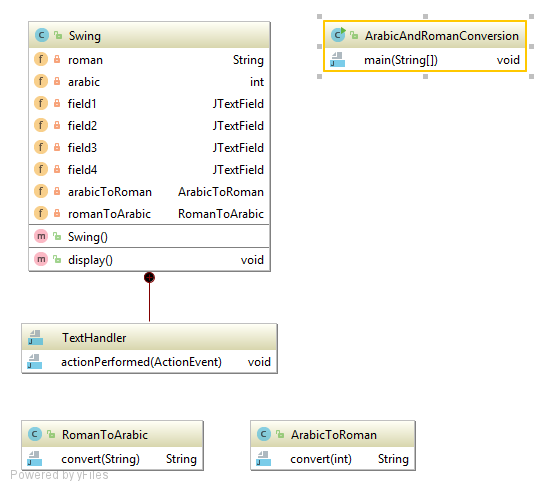 Swing
roman String
arabic int
field1 JTextField
field2 JTextField
field3 JTextField
field4 JTextField
arabicToRoman ArabicToRoman
romanToArabic RomanToArabic
Swing()
display() void
ArabicAndRomanConversion
main(String[]) void
TextHandler
actionPerformed(ActionEvent) void
RomanToArabic
convert(String) String
ArabicToRoman
convert(int) String
Powered by yFiles